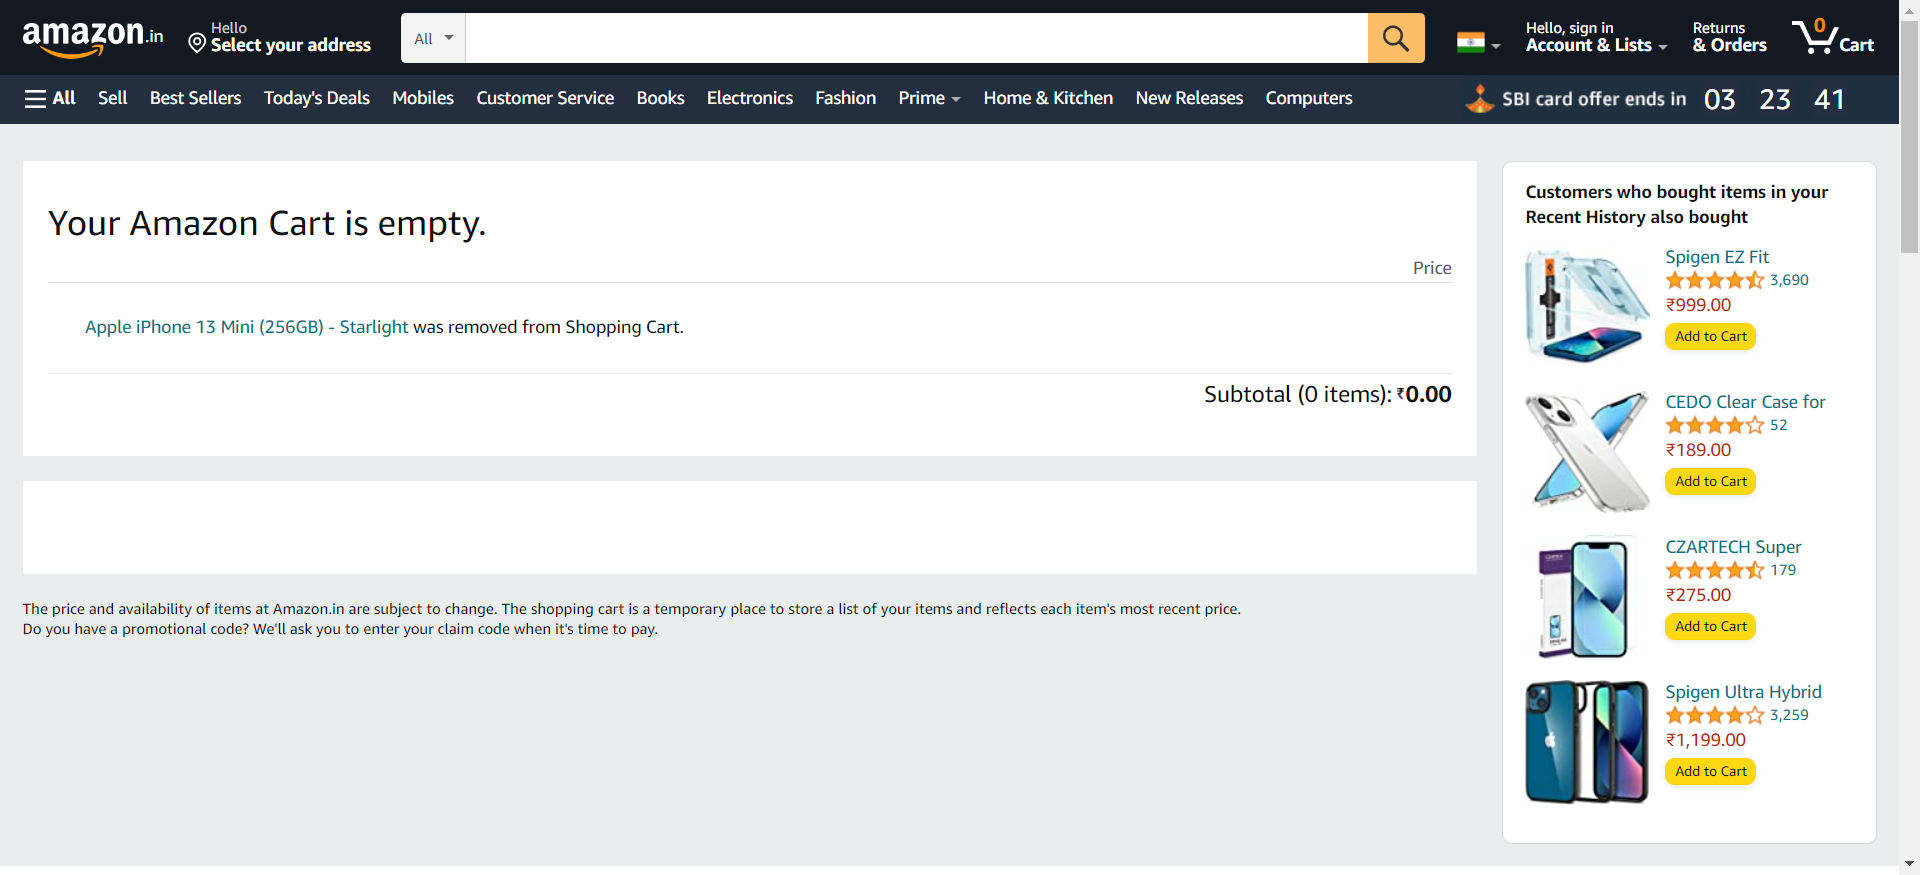 amazon.in
Hello
Select your address
All
Hello, sign in
Account & Lists
Returns
& Orders
0
Cart
All
Sell
Best Sellers
Today's Deals
Mobiles
Customer Service
Books
Electronics
Fashion
Prime
Home & Kitchen
New Releases
Computers
SBI card offer ends in 03 23 41
Your Amazon Cart is empty.
Price
Apple iPhone 13 Mini (256GB) - Starlight was removed from Shopping Cart.
Subtotal (0 items): ₹0.00
The price and availability of items at Amazon.in are subject to change. The shopping cart is a temporary place to store a list of your items and reflects each item's most recent price.
Do you have a promotional code? We'll ask you to enter your claim code when it's time to pay.
Customers who bought items in your
Recent History also bought
Spigen EZ Fit
3,690
₹999.00
Add to Cart
CEDO Clear Case for
52
₹189.00
Add to Cart
CZARTECH Super
179
₹275.00
Add to Cart
Spigen Ultra Hybrid
3,259
₹1,199.00
Add to Cart